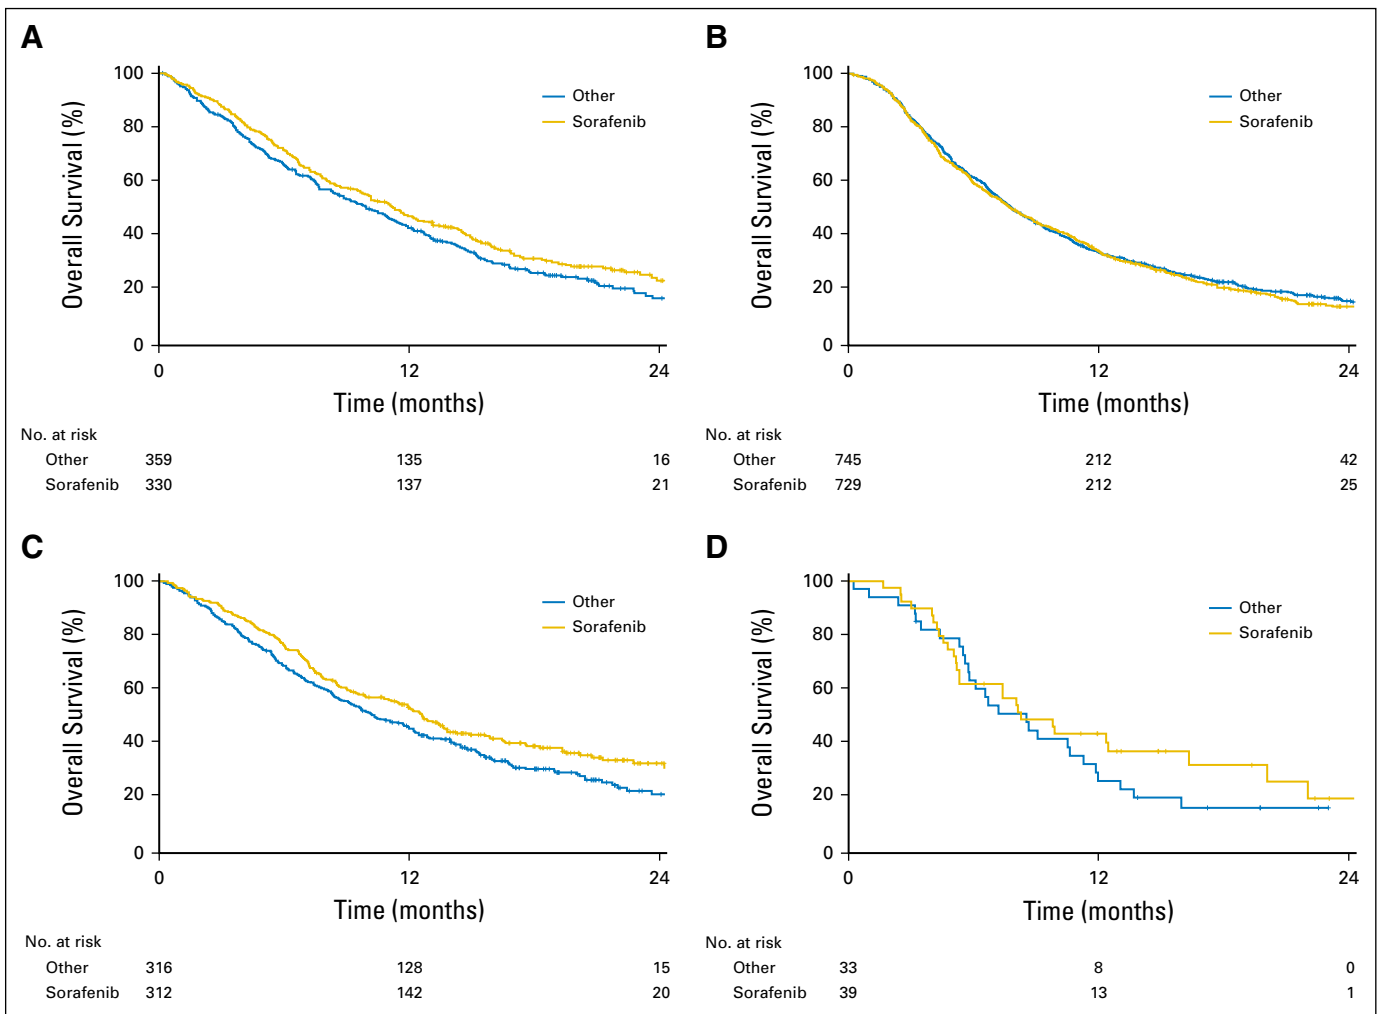 A
Overall Survival (%)
100
80
60
40
20
0
Other
Sorafenib
0 12 24
Time (months)
No. at risk
Other 359 135 16
Sorafenib 330 137 21
B
Overall Survival (%)
100
80
60
40
20
0
Other
Sorafenib
0 12 24
Time (months)
No. at risk
Other 745 212 42
Sorafenib 729 212 25
C
Overall Survival (%)
100
80
60
40
20
0
Other
Sorafenib
0 12 24
Time (months)
No. at risk
Other 316 128 15
Sorafenib 312 142 20
D
Overall Survival (%)
100
80
60
40
20
0
Other
Sorafenib
0 12 24
Time (months)
No. at risk
Other 33 8 0
Sorafenib 39 13 1